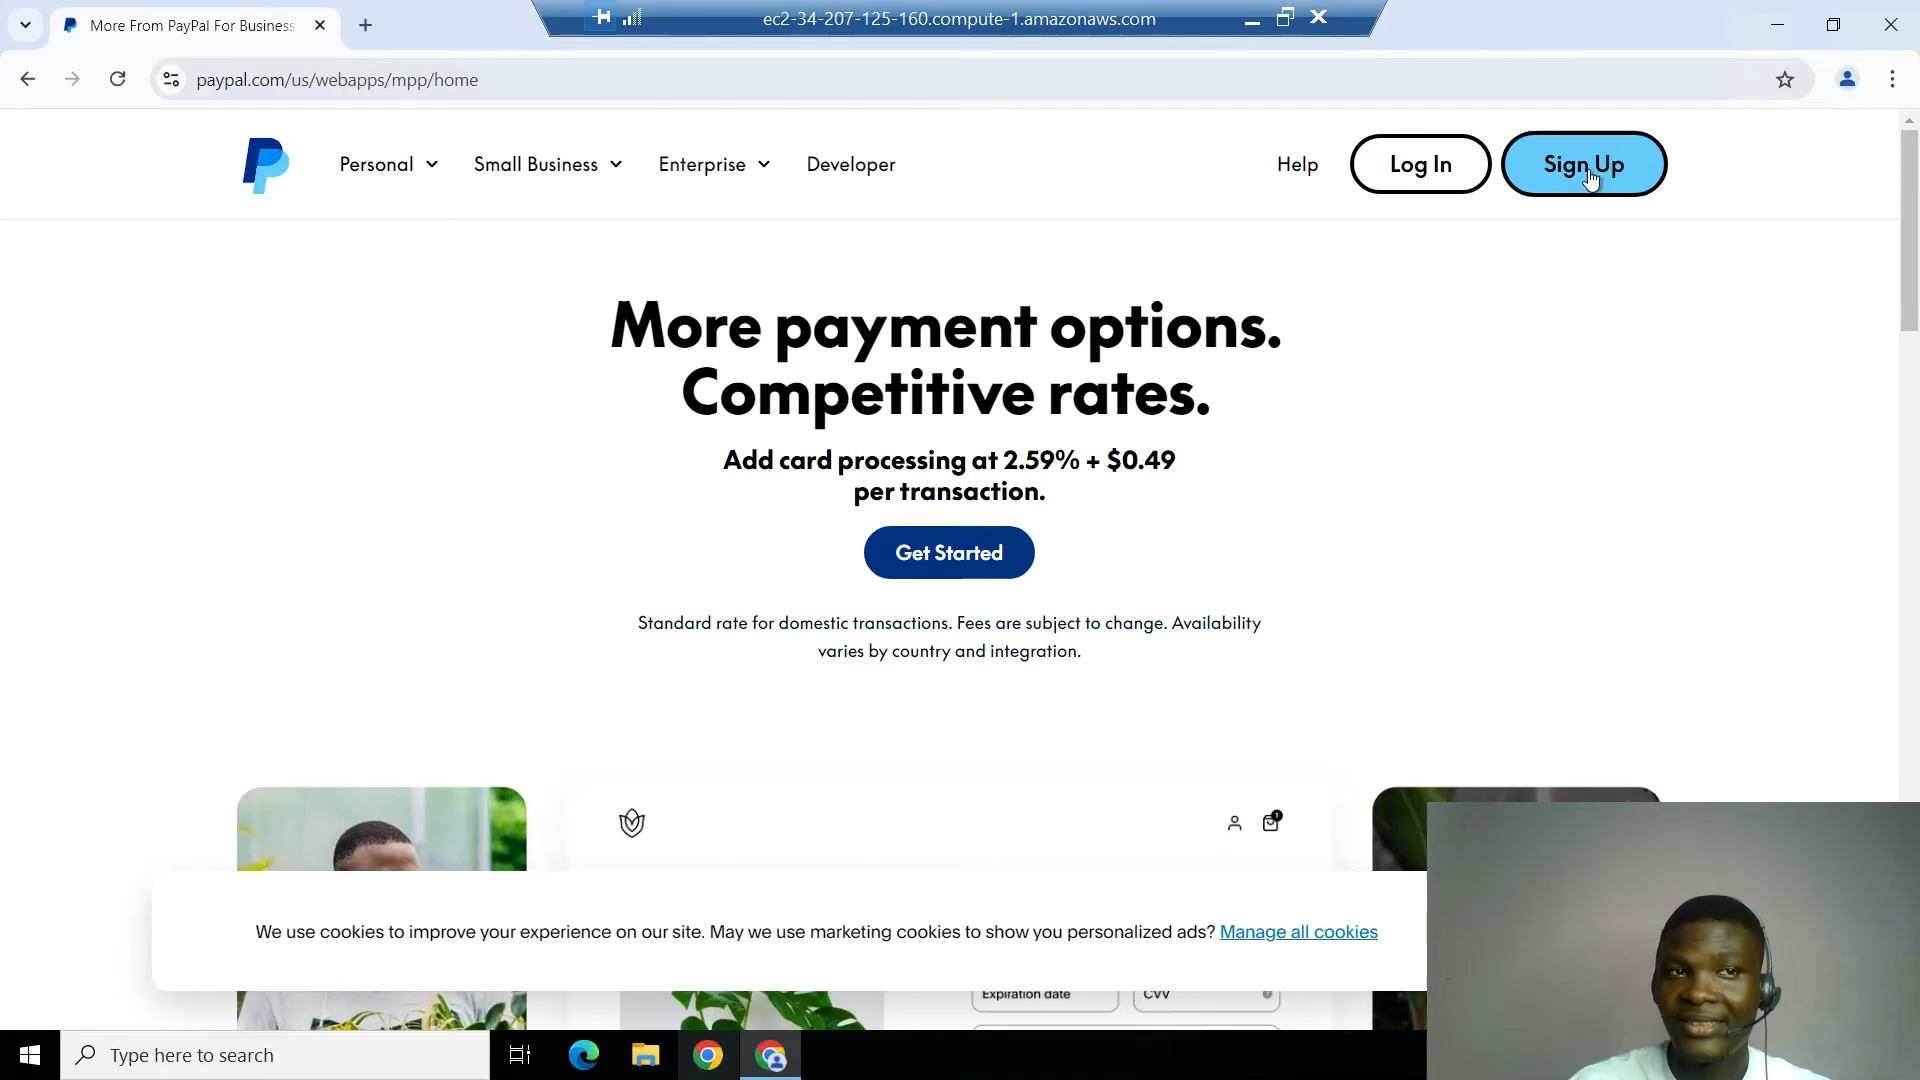 More From PayPal For Business
ec2-34-207-125-160.compute-1.amazonaws.com
paypal.com/us/webapps/mpp/home
Personal
Small Business
Enterprise
Developer
Help
Log In
Sign Up
More payment options.
Competitive rates.
Add card processing at 2.59% + $0.49
per transaction.
Get Started
Standard rate for domestic transactions. Fees are subject to change. Availability
varies by country and integration.
1
We use cookies to improve your experience on our site. May we use marketing cookies to show you personalized ads? Manage all cookies
Expiration date
CVV
Type here to search